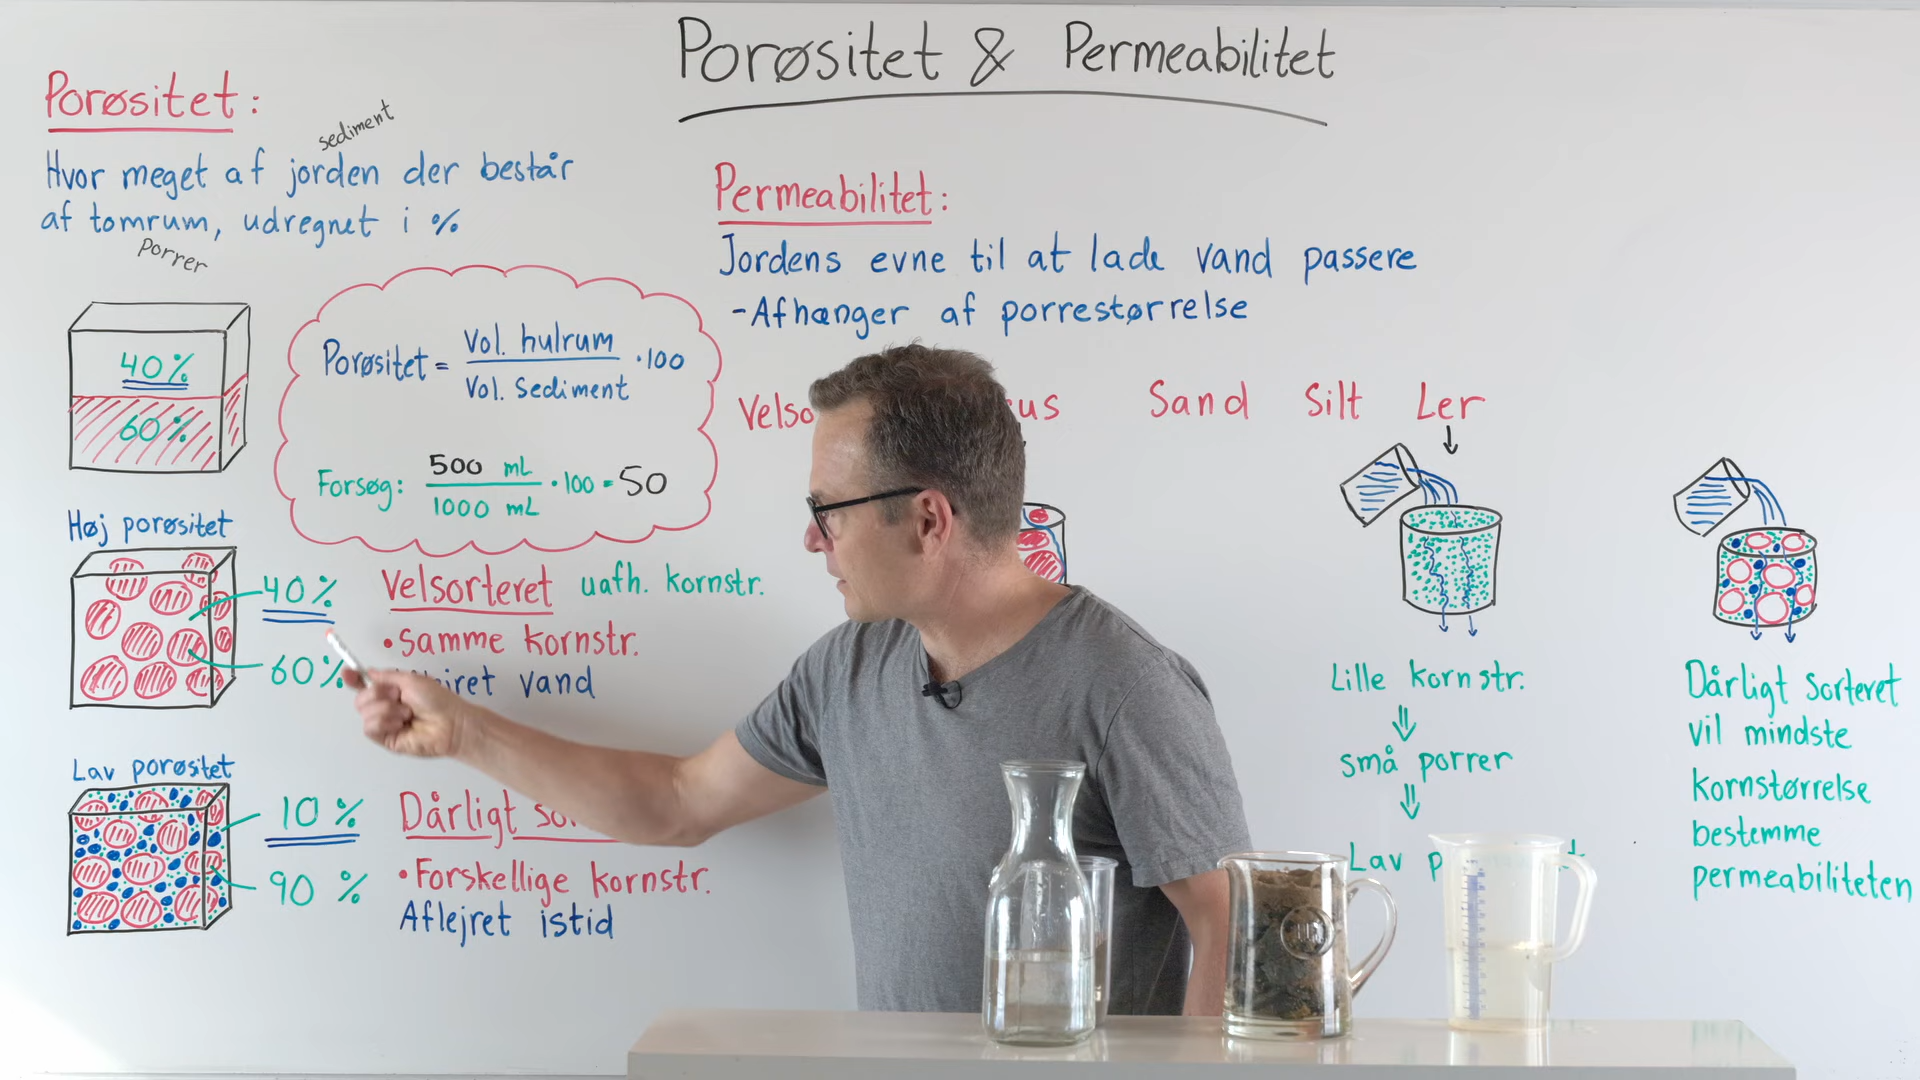 Porøsitet & Permeabilitet
Porøsitet:
sediment
Hvor meget af jorden der består
af tomrum, udregnet i %
Porrer
40%
60%
Porøsitet = Vol. hulrum ·100
Vol. Sediment
Forsøg: 500 mL ·100 = 50
1000 mL
Høj porøsitet
40%
60%
Velsorteret uafh. kornstr.
•Samme kornstr.
vand
Lav porøsitet
10 %
90 %
Dårligt
•Forskellige kornstr.
Aflejret istid
Permeabilitet:
Jordens evne til at lade vand passere
-Afhænger af porrestørrelse
Sand Silt Ler
Lille kornstr.
⇓
små porrer
⇓
Lav
Dårligt Sorteret
vil mindste
kornstørrelse
bestemme
permeabiliteten